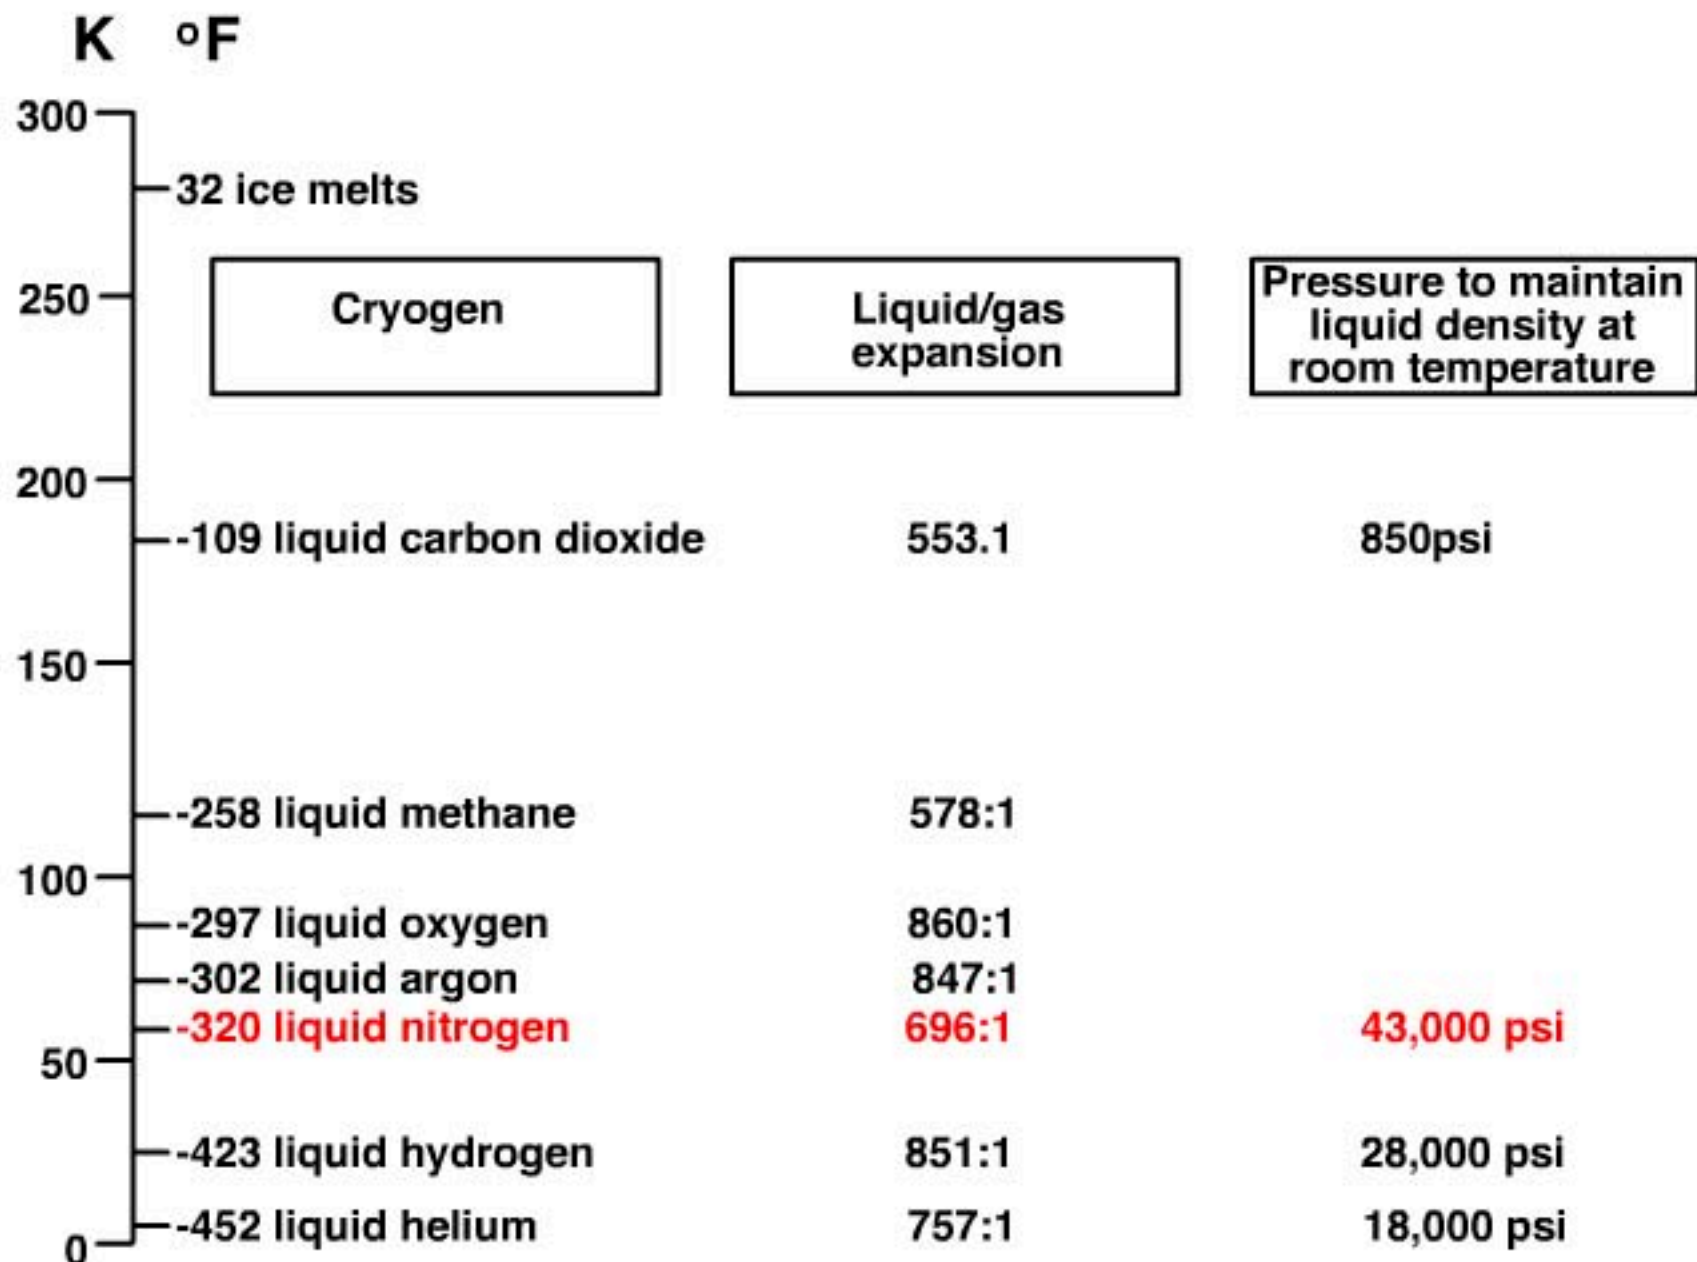 K °F
300
32 ice melts
250
Cryogen
Liquid/gas
expansion
Pressure to maintain
liquid density at
room temperature
200
-109 liquid carbon dioxide 553.1 850psi
150
-258 liquid methane 578:1
100
-297 liquid oxygen 860:1
-302 liquid argon 847:1
-320 liquid nitrogen 696:1 43,000 psi
50
-423 liquid hydrogen 851:1 28,000 psi
-452 liquid helium 757:1 18,000 psi
0